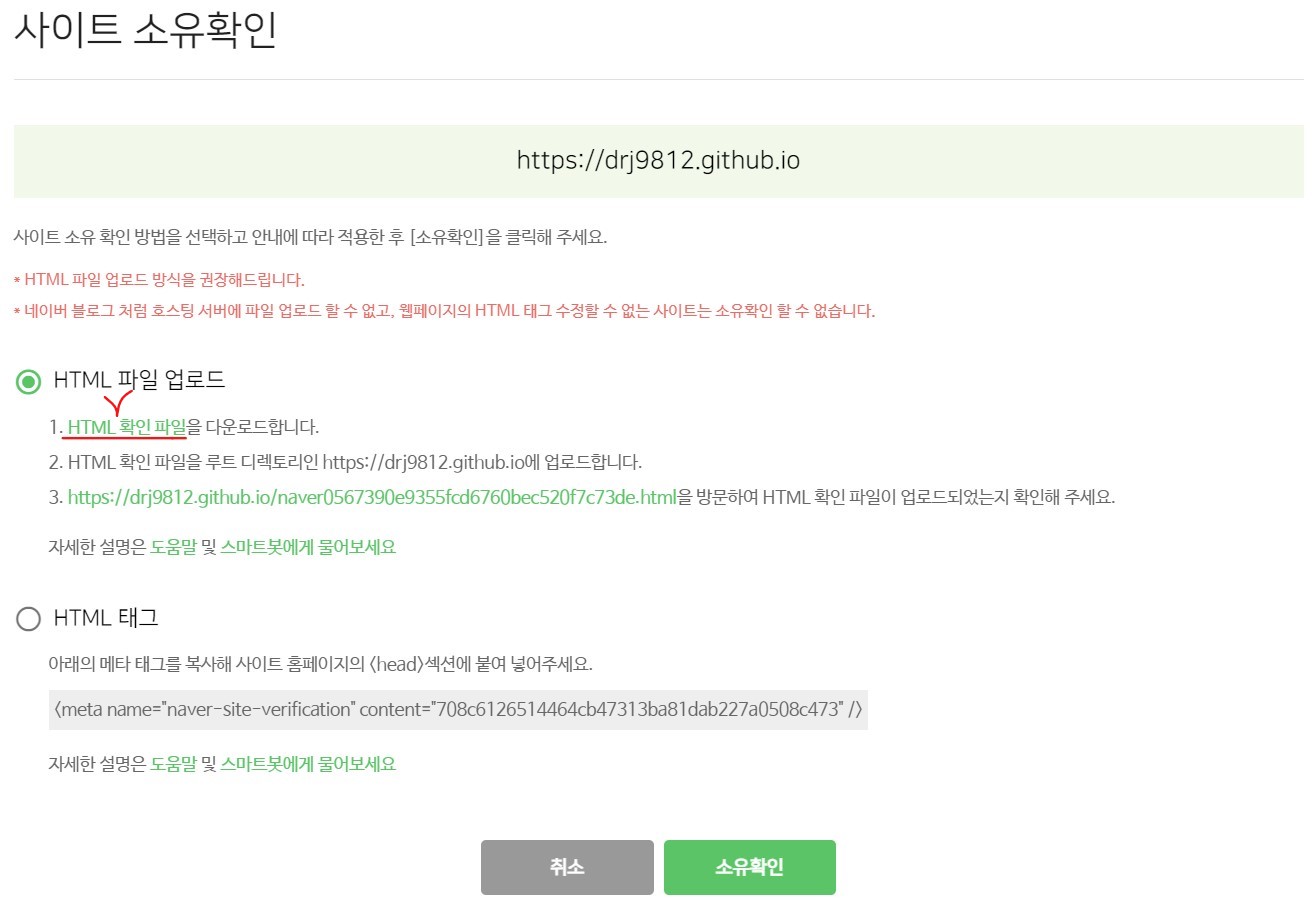 사이트 소유확인
https://drj9812.github.io
사이트 소유 확인 방법을 선택하고 안내에 따라 적용한 후 [소유확인]을 클릭해 주세요.
* HTML 파일 업로드 방식을 권장해드립니다.
* 네이버 블로그 처럼 호스팅 서버에 파일 업로드 할 수 없고, 웹페이지의 HTML 태그 수정할 수 없는 사이트는 소유확인 할 수 없습니다.
HTML 파일 업로드
1. HTML 확인 파일을 다운로드합니다.
2. HTML 확인 파일을 루트 디렉토리인 https://drj9812.github.io에 업로드합니다.
3. https://drj9812.github.io/naver0567390e9355fcd6760bec520f7c73de.html을 방문하여 HTML 확인 파일이 업로드되었는지 확인해 주세요.
자세한 설명은 도움말 및 스마트봇에게 물어보세요
HTML 태그
아래의 메타 태그를 복사해 사이트 홈페이지의 <head>섹션에 붙여 넣어주세요.
<meta name="naver-site-verification" content="708c6126514464cb47313ba81dab227a0508c473" />
자세한 설명은 도움말 및 스마트봇에게 물어보세요
취소
소유확인